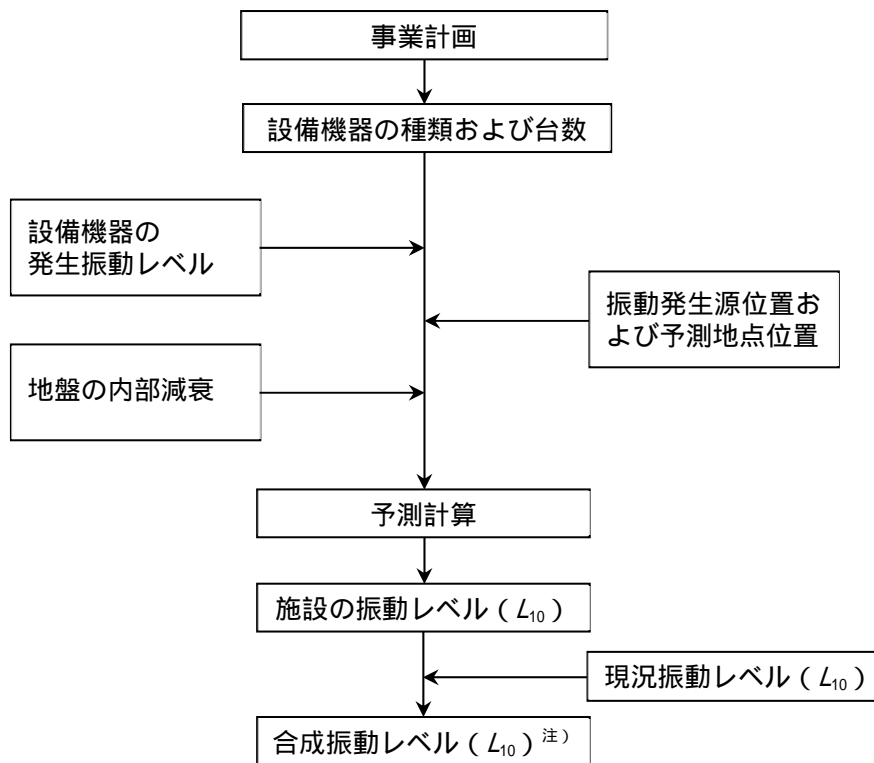 事業計画
設備機器の種類および台数
設備機器の
発生振動レベル
振動発生源位置お
よび予測地点位置
地盤の内部減衰
予測計算
施設の振動レベル（L10）
現況振動レベル（L10）
合成振動レベル（L10）注）